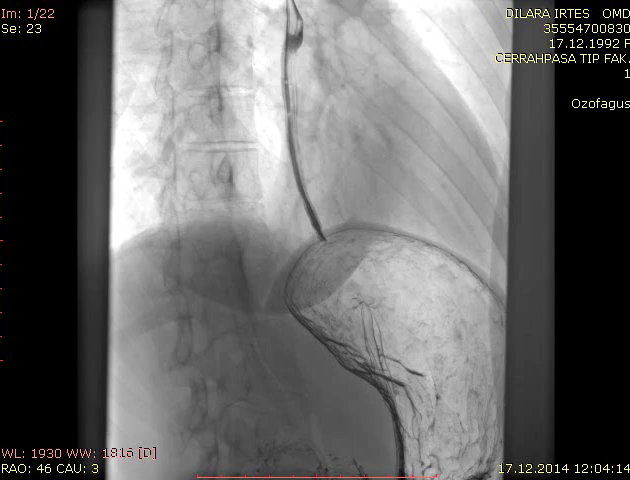 Im: 1/22
Se: 23
DILARA IRTES OMD
35554700830
17.12.1992 F
CERRAHPASA TIP FAK.
1
Ozofagus
WL: 1930 WW: 1816 [D]
RAO: 46 CAU: 3
17.12.2014 12:04:14